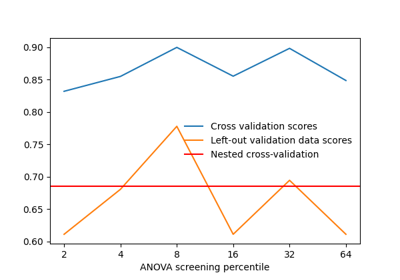 0.90
0.85
0.80
0.75
0.70
0.65
0.60
Cross validation scores
Left-out validation data scores
Nested cross-validation
2 4 8 16 32 64
ANOVA screening percentile